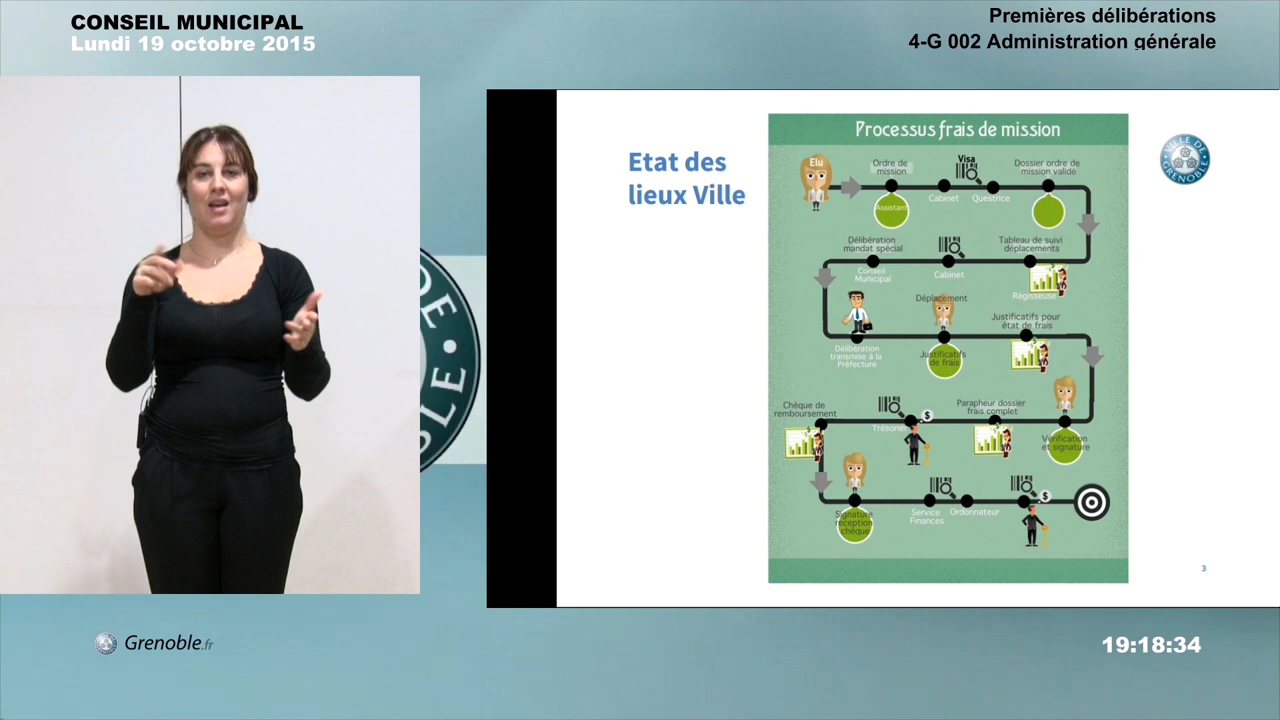 CONSEIL MUNICIPAL
Lundi 19 octobre 2015
Premières délibérations
4-G 002 Administration générale
Etat des
lieux Ville
Processus frais de mission
Elu
Ordre de
mission
Assistant
Visa
Cabinet
Questrice
Dossier ordre de
mission validé
Délibération
mandat spécial
Conseil
Municipal
Cabinet
Tableau de suivi
déplacements
Régisseuse
Délibération
transmise à la
Préfecture
Déplacement
Justificatifs
de frais
Justificatifs pour
état de frais
Chèque de
remboursement
Trésorerie
$
Parapheur dossier
frais complet
Vérification
et signature
Signature
réception
chèque
Service
Finances
Ordonnateur
$
VILLE DE
GRENOBLE
3
Grenoble.fr
19:18:34